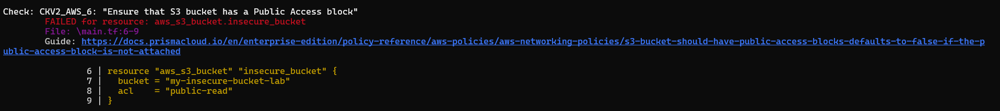 Check: CKV2_AWS_6: "Ensure that S3 bucket has a Public Access block"
FAILED for resource: aws_s3_bucket.insecure_bucket
File: \main.tf:6-9
Guide: https://docs.prismacloud.io/en/enterprise-edition/policy-reference/aws-policies/aws-networking-policies/s3-bucket-should-have-public-access-blocks-defaults-to-false-if-the-p
ublic-access-block-is-not-attached
6 | resource "aws_s3_bucket" "insecure_bucket" {
7 |   bucket = "my-insecure-bucket-lab"
8 |   acl    = "public-read"
9 | }